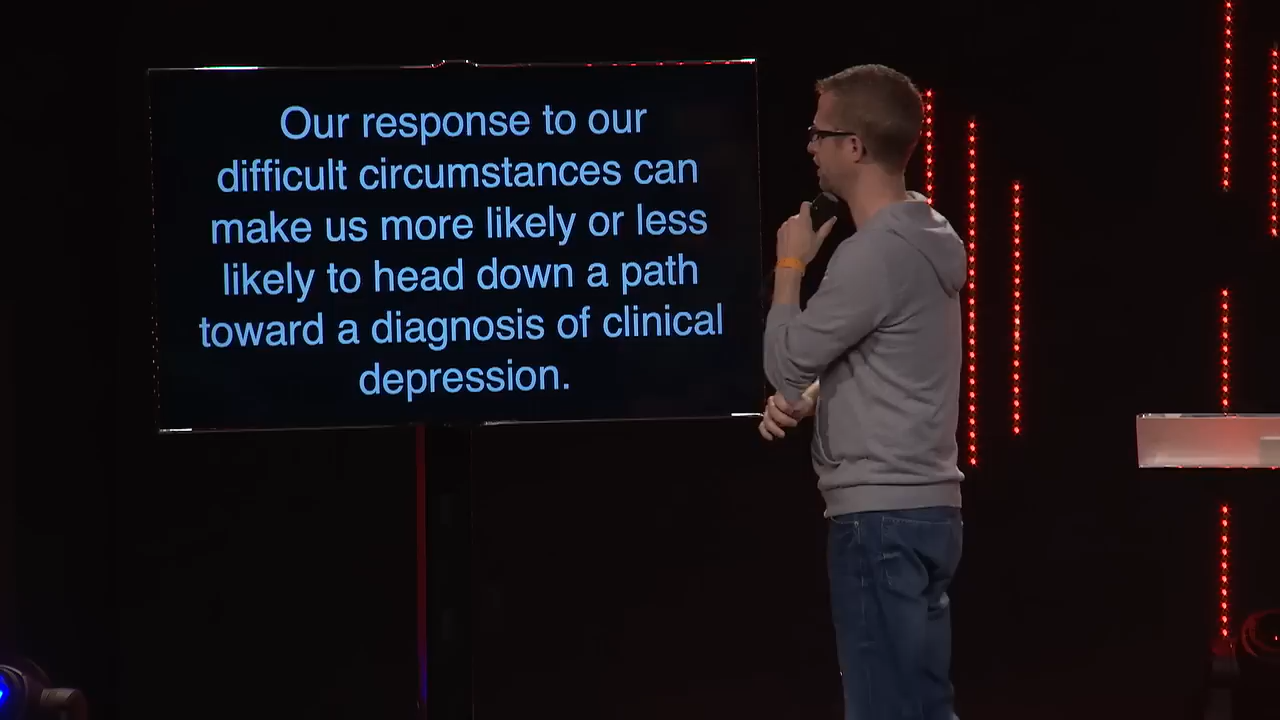 Our response to our
difficult circumstances can
make us more likely or less
likely to head down a path
toward a diagnosis of clinical
depression.